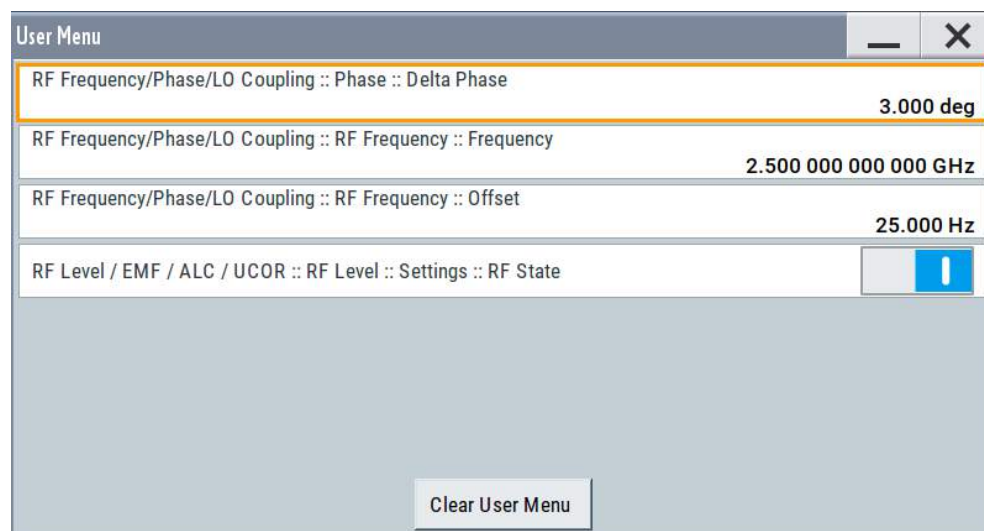 User Menu
RF Frequency/Phase/LO Coupling :: Phase :: Delta Phase
3.000 deg
RF Frequency/Phase/LO Coupling :: RF Frequency :: Frequency
2.500 000 000 000 GHz
RF Frequency/Phase/LO Coupling :: RF Frequency :: Offset
25.000 Hz
RF Level / EMF / ALC / UCOR :: RF Level :: Settings :: RF State
Clear User Menu